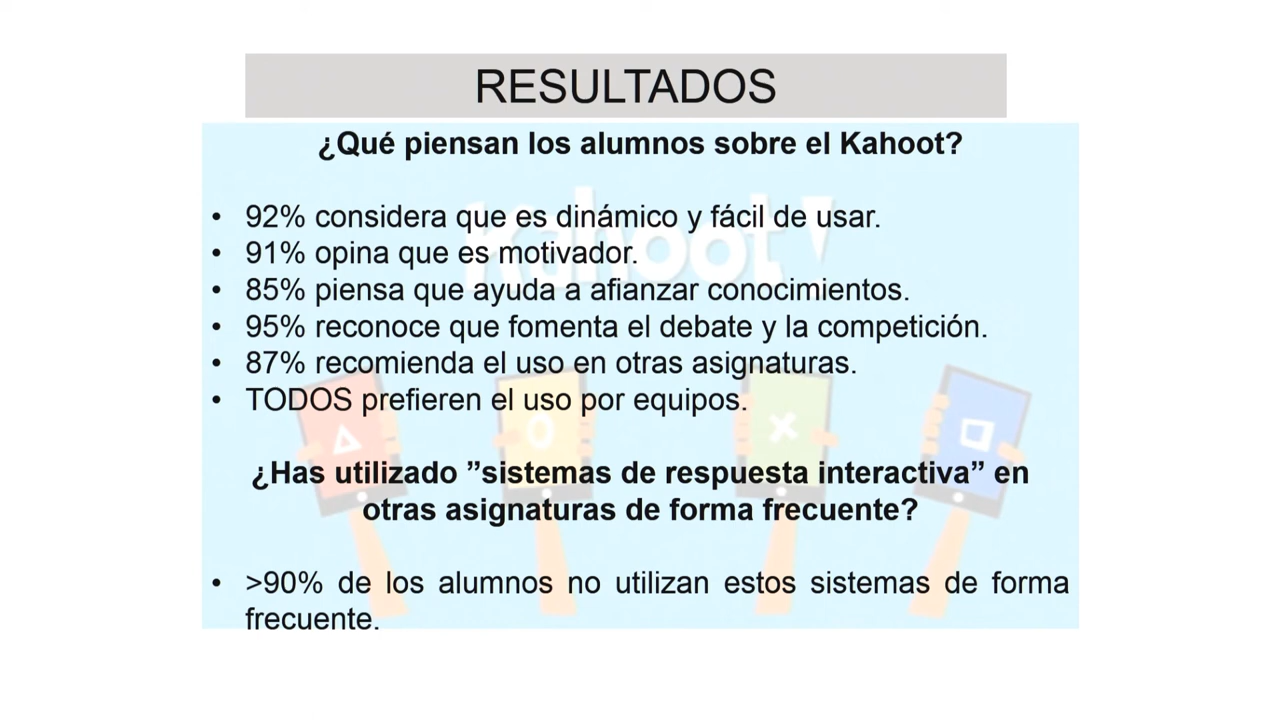 RESULTADOS
¿Qué piensan los alumnos sobre el Kahoot?
• 92% considera que es dinámico y fácil de usar.
• 91% opina que es motivador.
• 85% piensa que ayuda a afianzar conocimientos.
• 95% reconoce que fomenta el debate y la competición.
• 87% recomienda el uso en otras asignaturas.
• TODOS prefieren el uso por equipos.
¿Has utilizado ”sistemas de respuesta interactiva” en
otras asignaturas de forma frecuente?
• >90% de los alumnos no utilizan estos sistemas de forma
frecuente.
Kahoot!